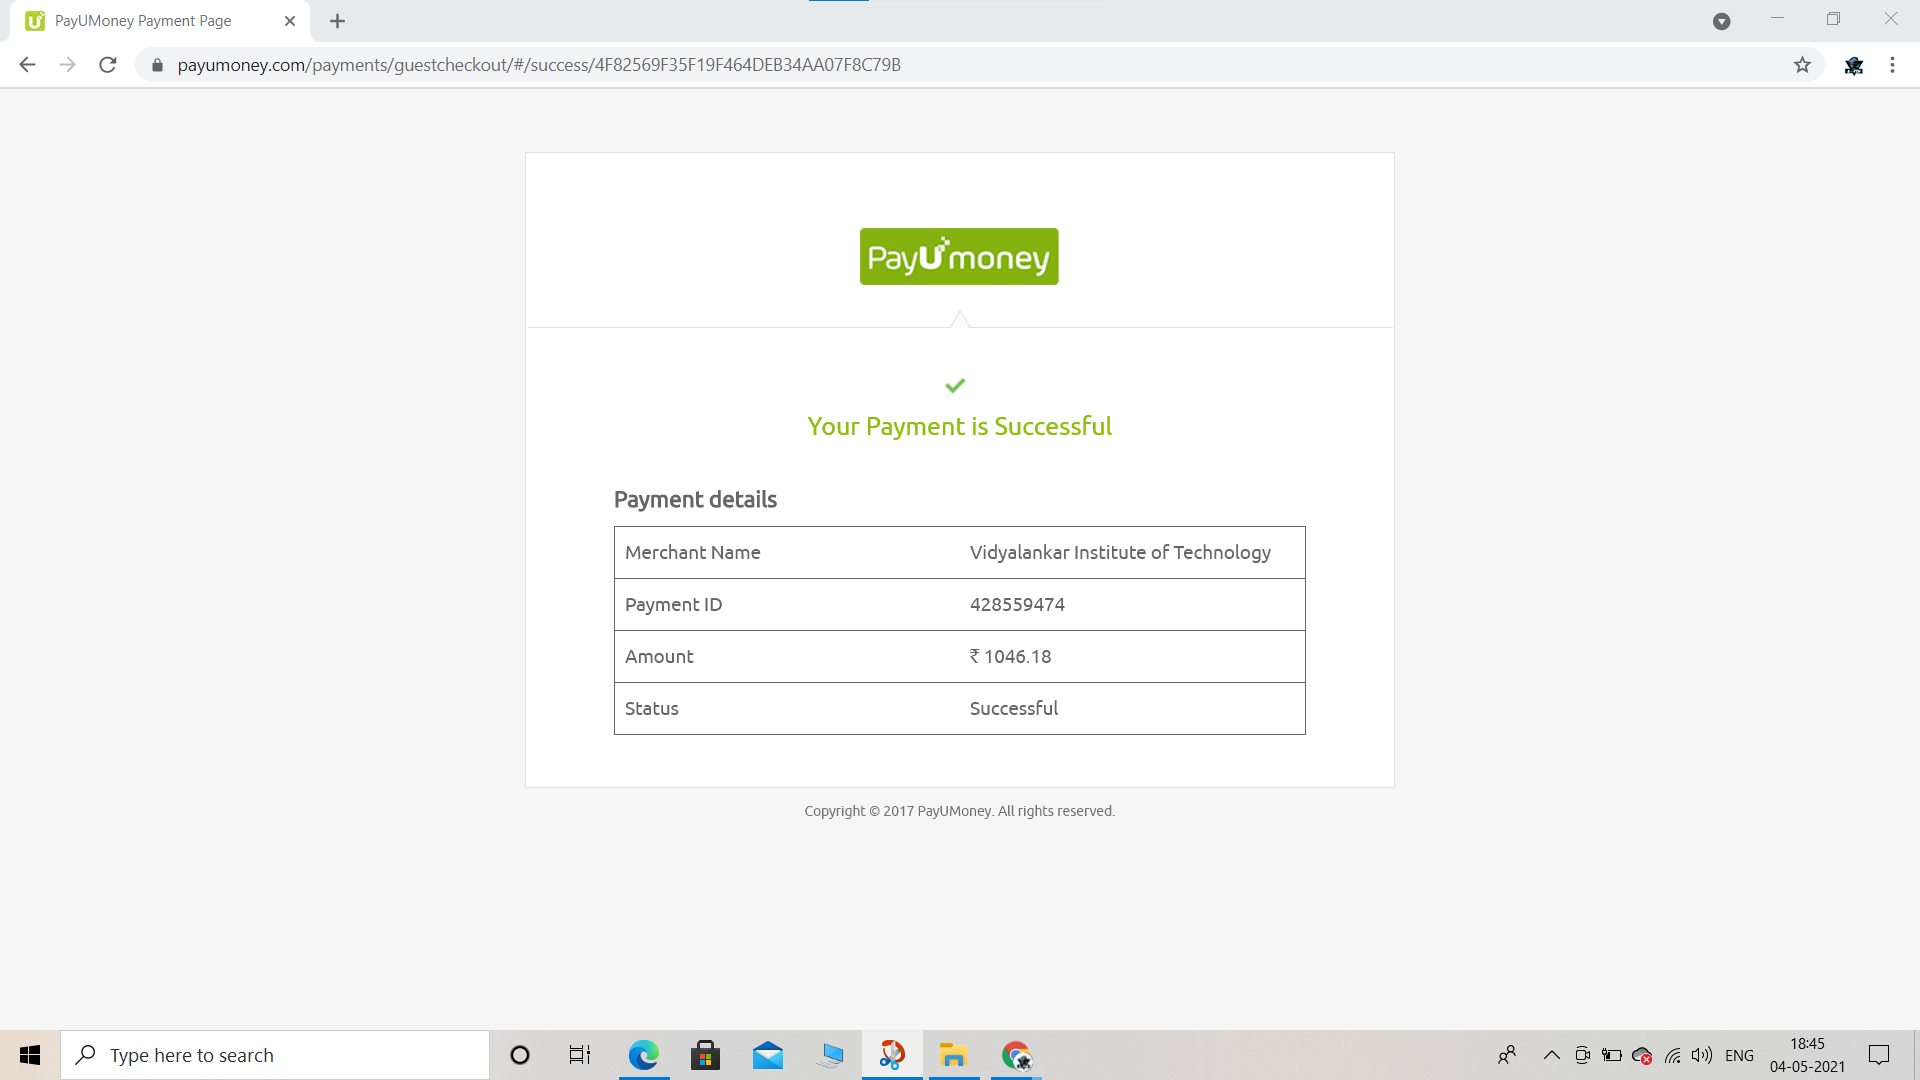 PayUMoney Payment Page
payumoney.com/payments/guestcheckout/#/success/4F82569F35F19F464DEB34AA07F8C79B
PayUmoney
Your Payment is Successful
Payment details
Merchant Name Vidyalankar Institute of Technology
Payment ID 428559474
Amount ₹ 1046.18
Status Successful
Copyright © 2017 PayUMoney. All rights reserved.
Type here to search
ENG
18:45
04-05-2021